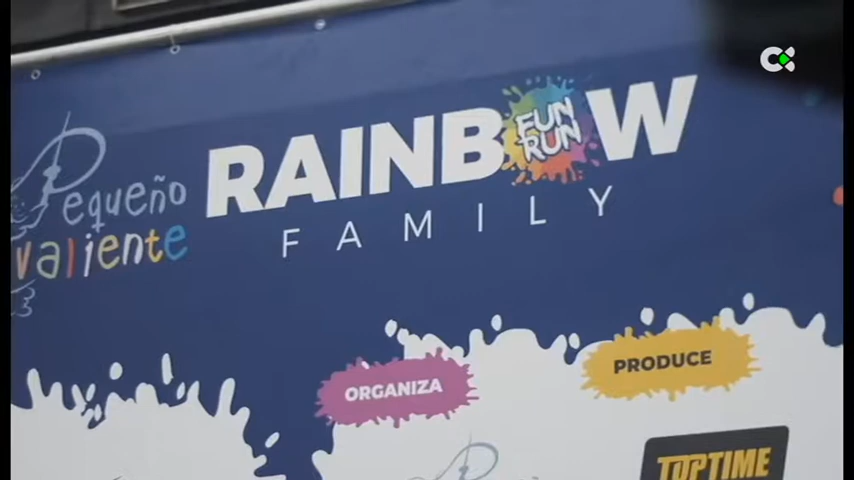 RAINBOW
FUN
RUN
FAMILY
Pequeño
valiente
ORGANIZA
PRODUCE
TOPTIME